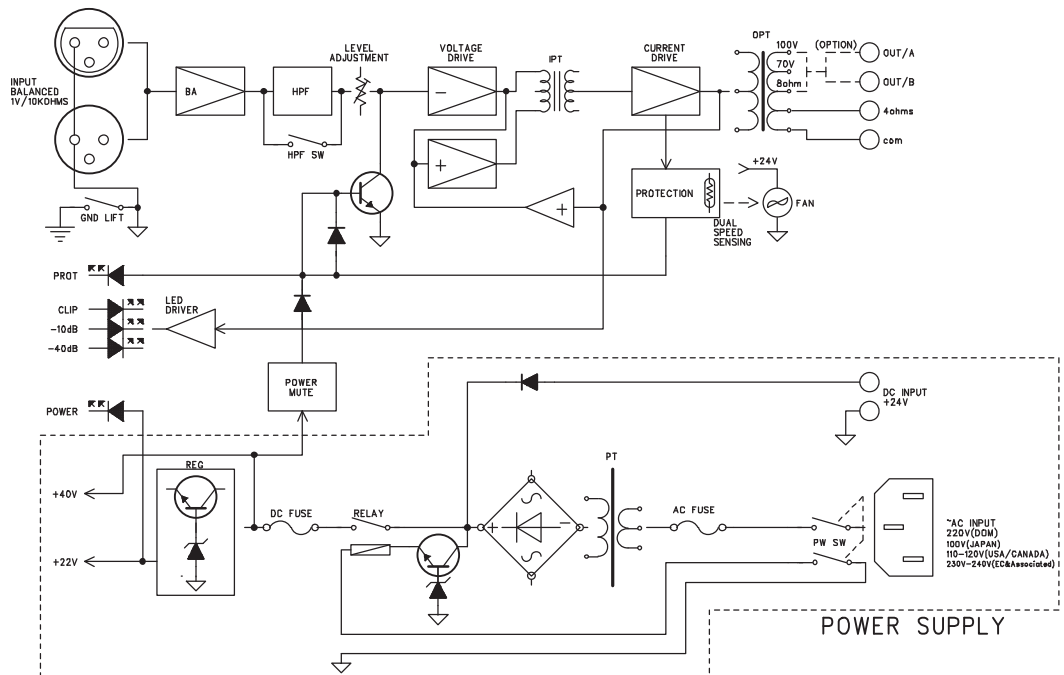 INPUT
BALANCED
1V/10KOHMS
GND LIFT
BA
HPF
HPF SW
LEVEL
ADJUSTMENT
VOLTAGE
DRIVE
−
+
+
IPT
CURRENT
DRIVE
OPT
100V
70V
8ohm
(OPTION)
OUT/A
OUT/B
4ohms
com
PROTECTION
DUAL
SPEED
SENSING
+24V
FAN
PROT
CLIP
-10dB
-40dB
LED
DRIVER
POWER
MUTE
POWER
DC INPUT
+24V
REG
+40V
+22V
DC FUSE
RELAY
+
−
PT
AC FUSE
PW SW
~AC INPUT
220V(DOM)
100V(JAPAN)
110-120V(USA/CANADA)
230V-240V(EC&Associated)
POWER SUPPLY